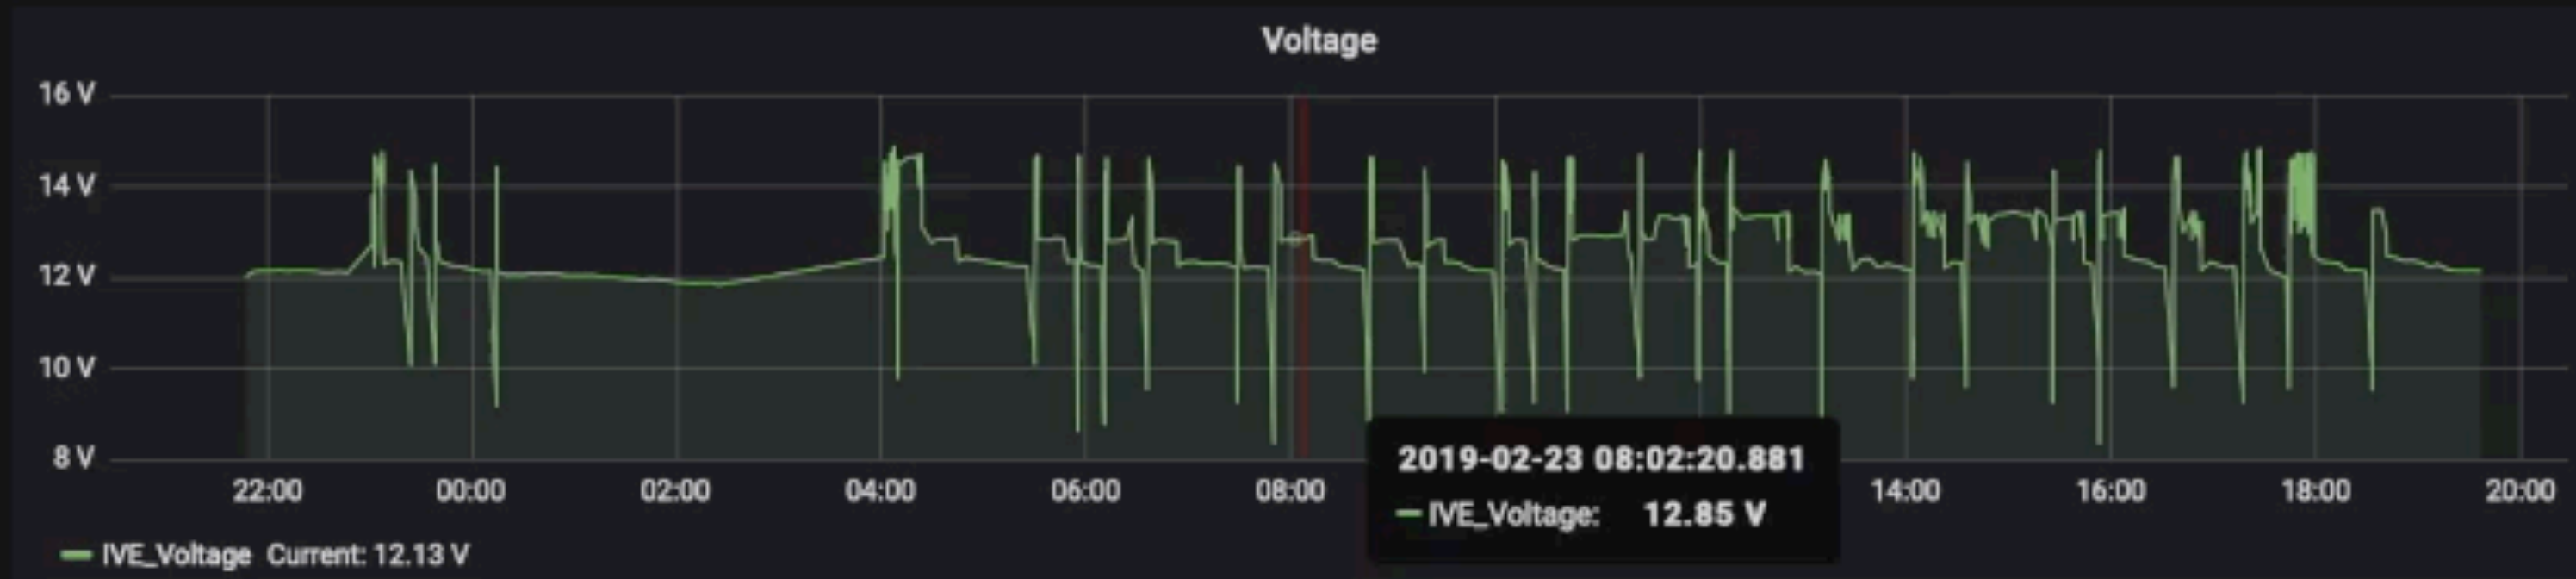 Voltage
16 V
14 V
12 V
10 V
8 V
22:00 00:00 02:00 04:00 06:00 08:00 14:00 16:00 18:00 20:00
2019-02-23 08:02:20.881
IVE_Voltage: 12.85 V
IVE_Voltage Current: 12.13 V